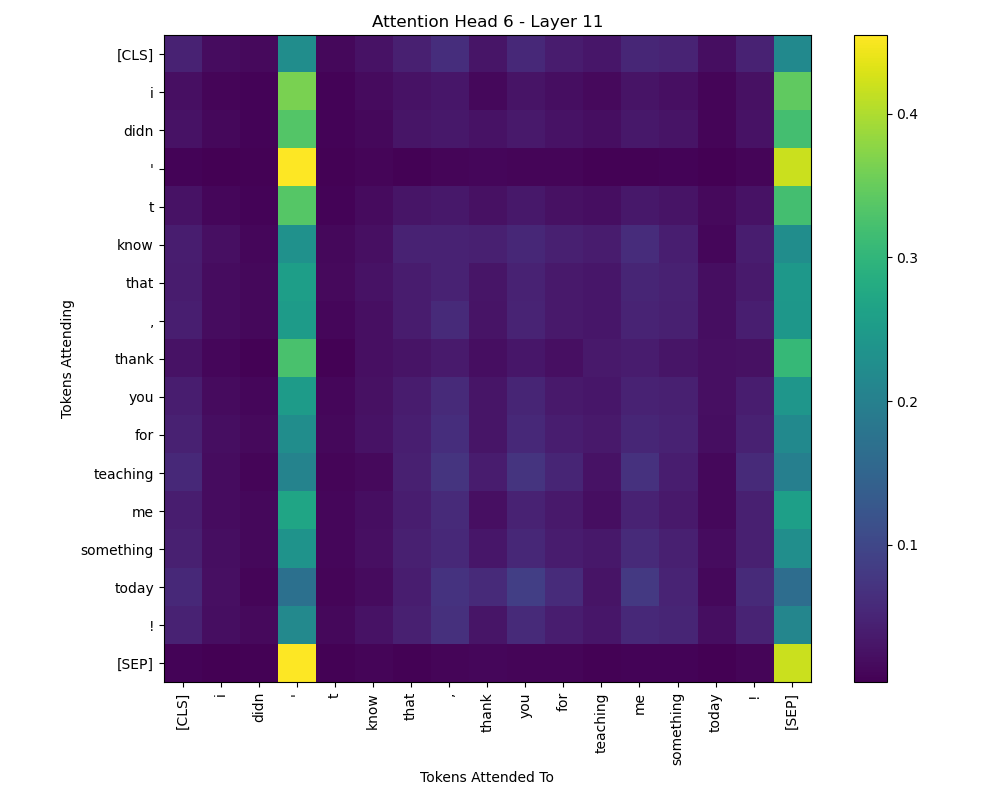 Attention Head 6 - Layer 11
Tokens Attending
[CLS]
i
didn
'
t
know
that
,
thank
you
for
teaching
me
something
today
!
[SEP]
[CLS]
i
didn
'
t
know
that
,
thank
you
for
teaching
me
something
today
!
[SEP]
Tokens Attended To
0.4
0.3
0.2
0.1